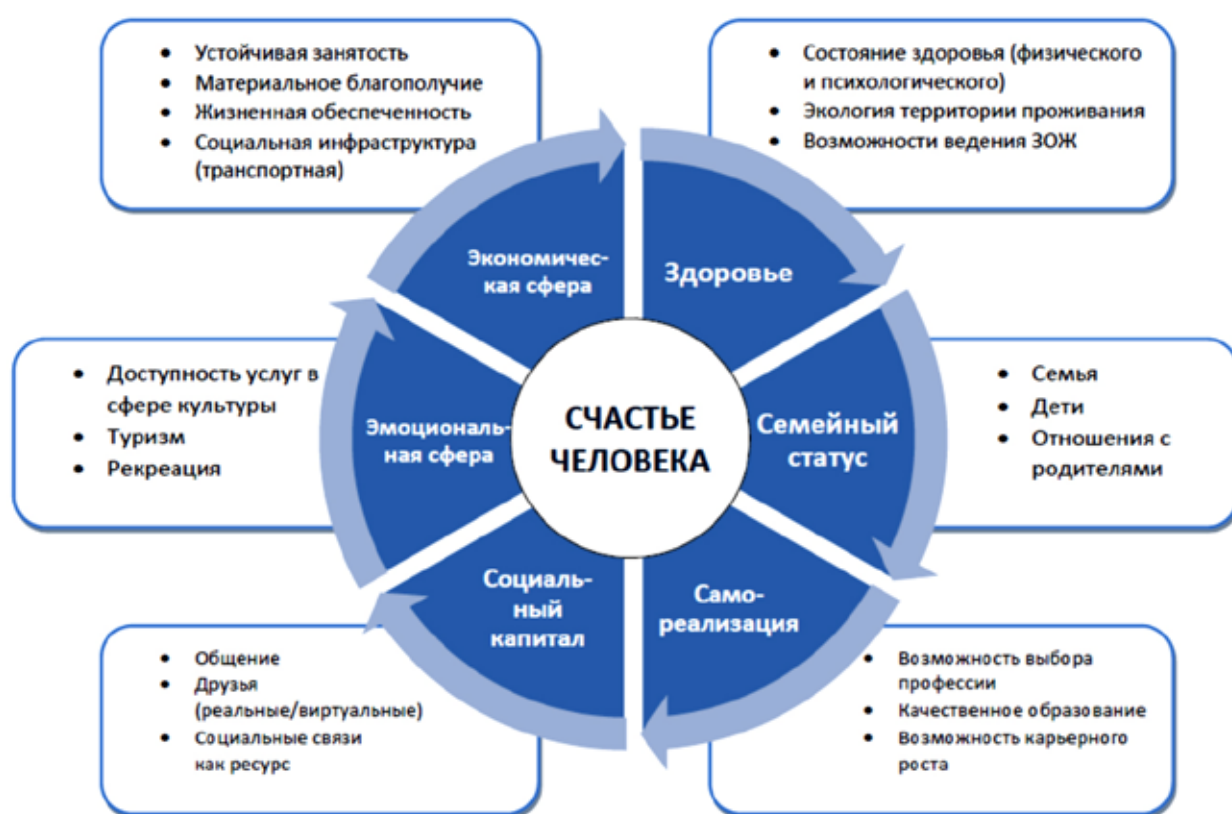 • Устойчивая занятость
• Материальное благополучие
• Жизненная обеспеченность
• Социальная инфраструктура
(транспортная)
• Состояние здоровья (физического
и психологического)
• Экология территории проживания
• Возможности ведения ЗОЖ
Экономичес-
кая сфера
Здоровье
• Доступность услуг в
сфере культуры
• Туризм
• Рекреация
Эмоциональ-
ная сфера
СЧАСТЬЕ
ЧЕЛОВЕКА
Семейный
статус
• Семья
• Дети
• Отношения с
родителями
Социаль-
ный
капитал
Само-
реализация
• Общение
• Друзья
(реальные/виртуальные)
• Социальные связи
как ресурс
• Возможность выбора
профессии
• Качественное образование
• Возможность карьерного
роста